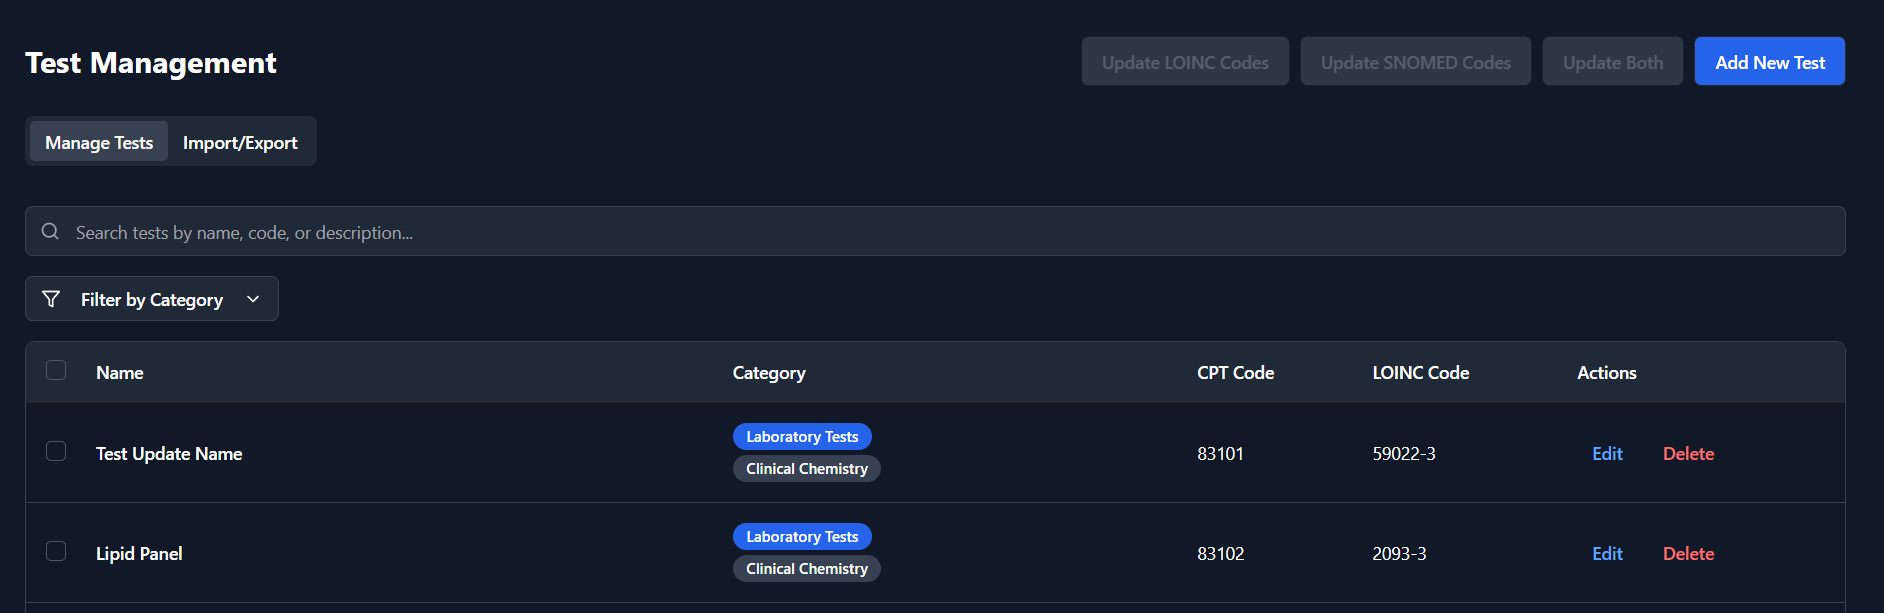 Test Management
Update LOINC Codes
Update SNOMED Codes
Update Both
Add New Test
Manage Tests
Import/Export
Search tests by name, code, or description...
Filter by Category
Name Category CPT Code LOINC Code Actions
Test Update Name
Laboratory Tests
Clinical Chemistry
83101
59022-3
Edit
Delete
Lipid Panel
Laboratory Tests
Clinical Chemistry
83102
2093-3
Edit
Delete